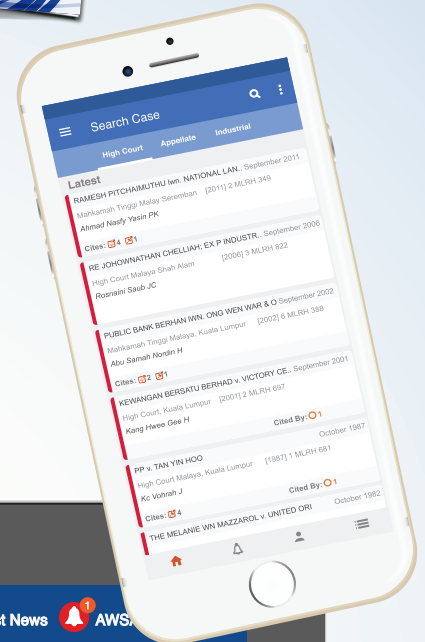 Search Case
High Court Appellate Industrial
Latest
RAMESH PITCHAIMUTHU lwn. NATIONAL LAN.. September 2011
Mahkamah Tinggi Malay Seremban [2011] 2 MLRH 349
Ahmad Nasfy Yasin PK
Cites: 4 1
RE JOHOWNATHAN CHELLIAH; EX P INDUSTR.. September 2006
High Court Malaya Shah Alam [2006] 3 MLRH 822
Rosnaini Saub JC
PUBLIC BANK BERHAN lWN. ONG WEN WAR & O September 2002
Mahkamah Tinggi Malaya, Kuala Lumpur [2002] 6 MLRH 388
Abu Samah Nordin H
Cites: 2 1
KEWANGAN BERSATU BERHAD v. VICTORY CE.. September 2001
High Court, Kuala Lumpur [2001] 2 MLRH 697
Kang Hwee Gee H
Cited By: 1
PP v. TAN YIN HOO October 1987
High Court Malaya, Kuala Lumpur [1987] 1 MLRH 681
Kc Vohrah J
Cites: 4 Cited By: 1
THE MELANIE WN MAZZAROL v. UNITED ORI October 1982
t News 1 AWSA